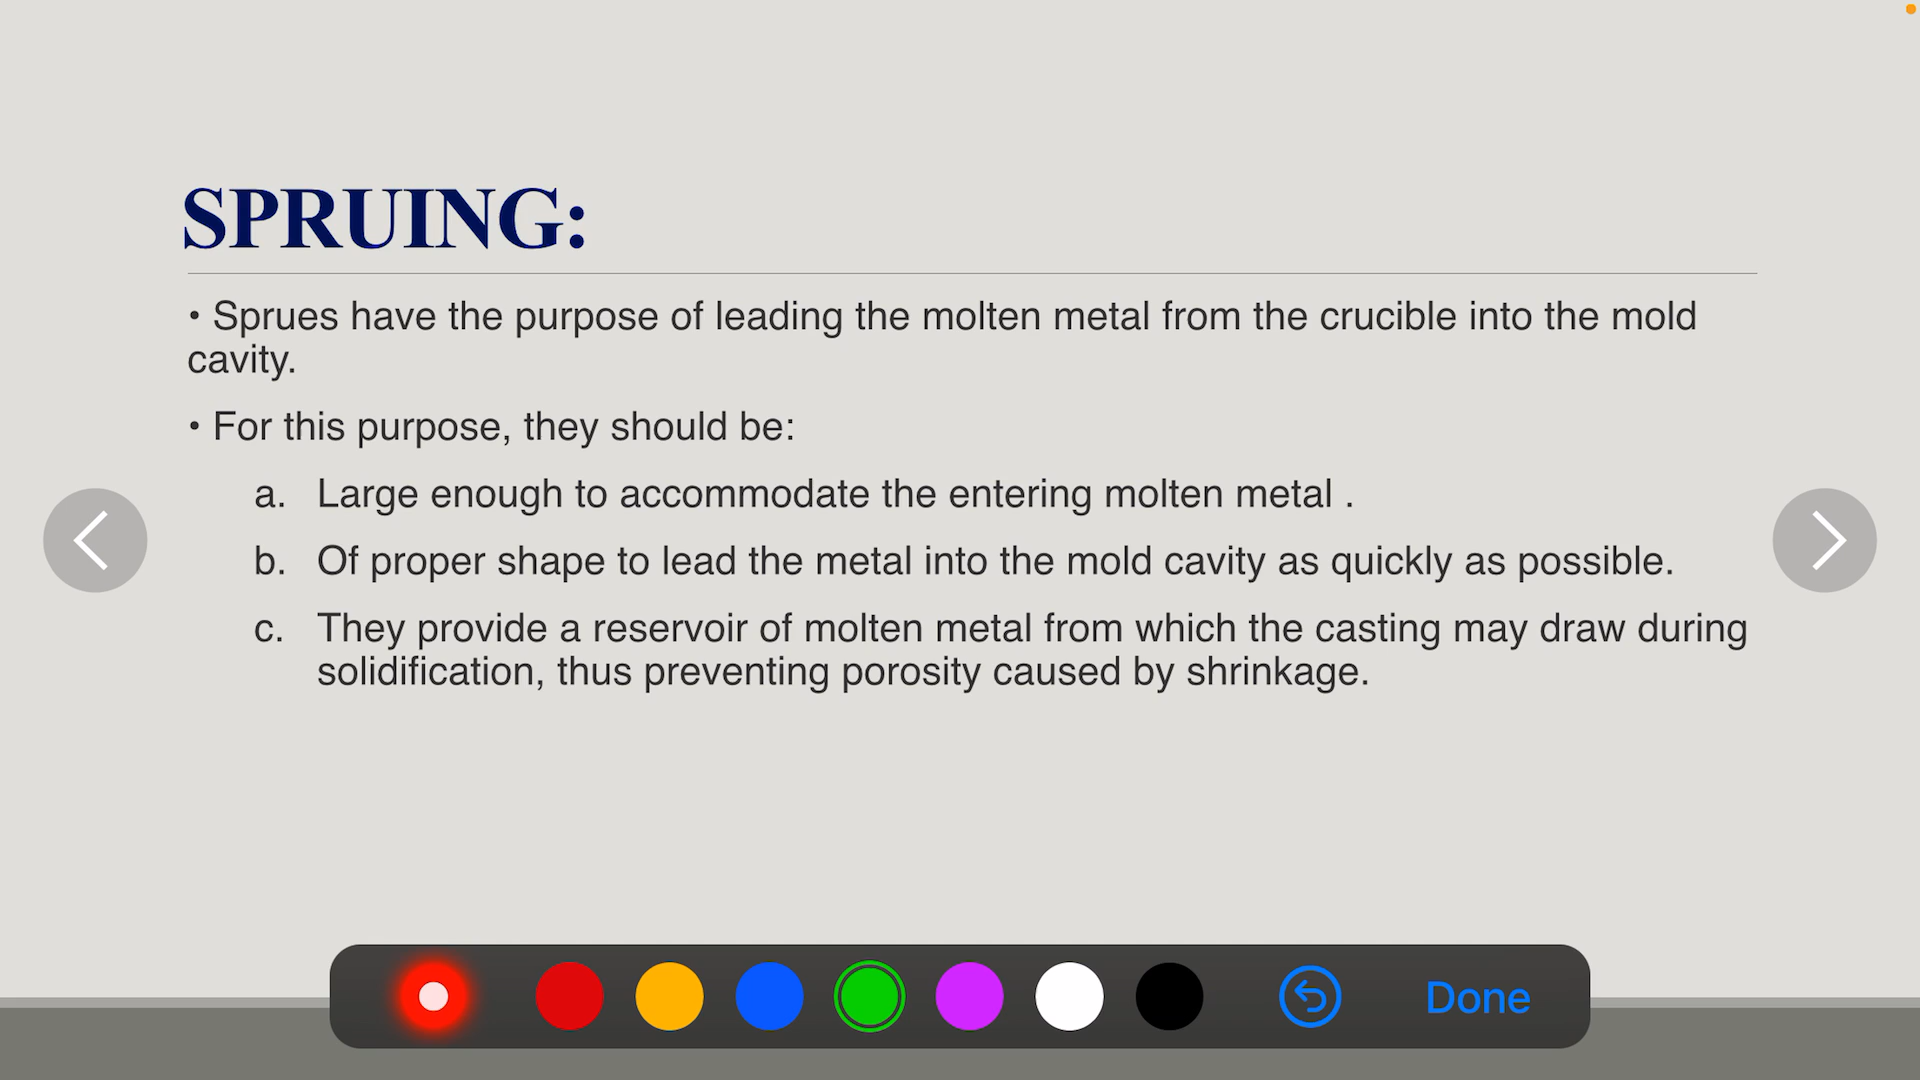 SPRUING:
• Sprues have the purpose of leading the molten metal from the crucible into the mold
cavity.
• For this purpose, they should be:
a. Large enough to accommodate the entering molten metal .
b. Of proper shape to lead the metal into the mold cavity as quickly as possible.
c. They provide a reservoir of molten metal from which the casting may draw during
solidification, thus preventing porosity caused by shrinkage.
Done